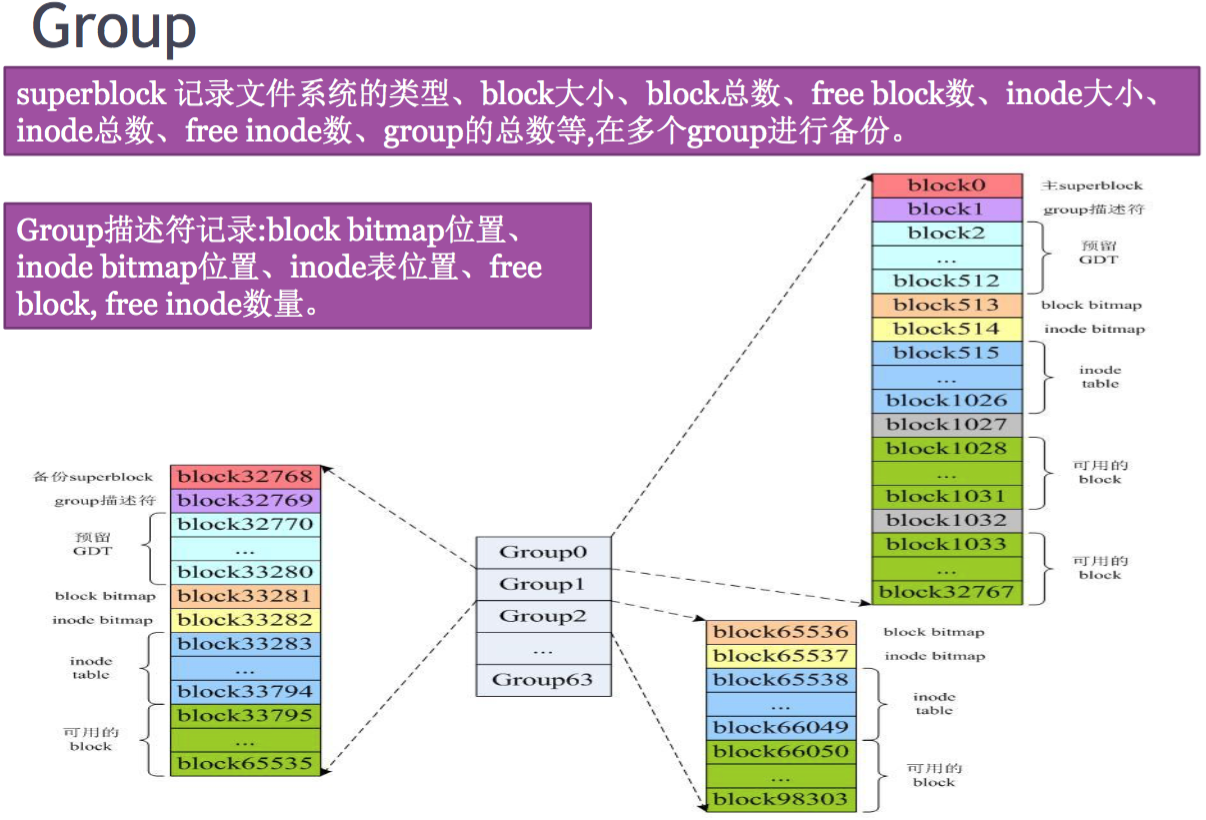 Group
superblock 记录文件系统的类型、block大小、block总数、free block数、inode大小、
inode总数、free inode数、group的总数等,在多个group进行备份。
Group描述符记录:block bitmap位置、
inode bitmap位置、inode表位置、free
block, free inode数量。
block0 主superblock
block1 group描述符
block2
...
block512
预留
GDT
block513 block bitmap
block514 inode bitmap
block515
...
block1026
inode
table
block1027
block1028
...
block1031
可用的
block
block1032
block1033
...
block32767
可用的
block
备份superblock block32768
group描述符 block32769
block32770
...
block33280
预留
GDT
block bitmap block33281
inode bitmap block33282
block33283
...
block33794
inode
table
block33795
...
block65535
可用的
block
Group0
Group1
Group2
...
Group63
block65536 block bitmap
block65537 inode bitmap
block65538
...
block66049
inode
table
block66050
...
block98303
可用的
block